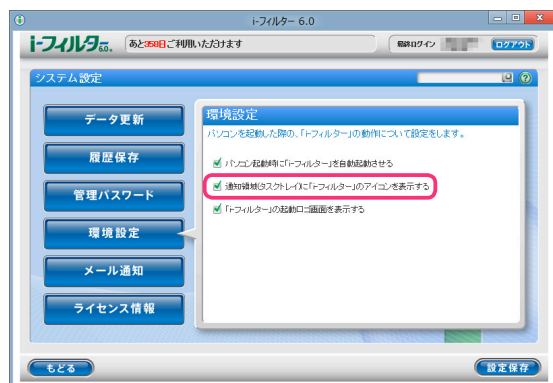 i-フィルター 6.0
i-フィルター6.0. あと358日ご利用いただけます 最終ログイン ログアウト
システム設定
データ更新
履歴保存
管理パスワード
環境設定
メール通知
ライセンス情報
環境設定
パソコンを起動した際の、「i-フィルター」の動作について設定をします。
パソコン起動時に「i-フィルター」を自動起動させる
通知領域(タスクトレイ)に「i-フィルター」のアイコンを表示する
「i-フィルター」の起動ロゴ画面を表示する
もどる 設定保存